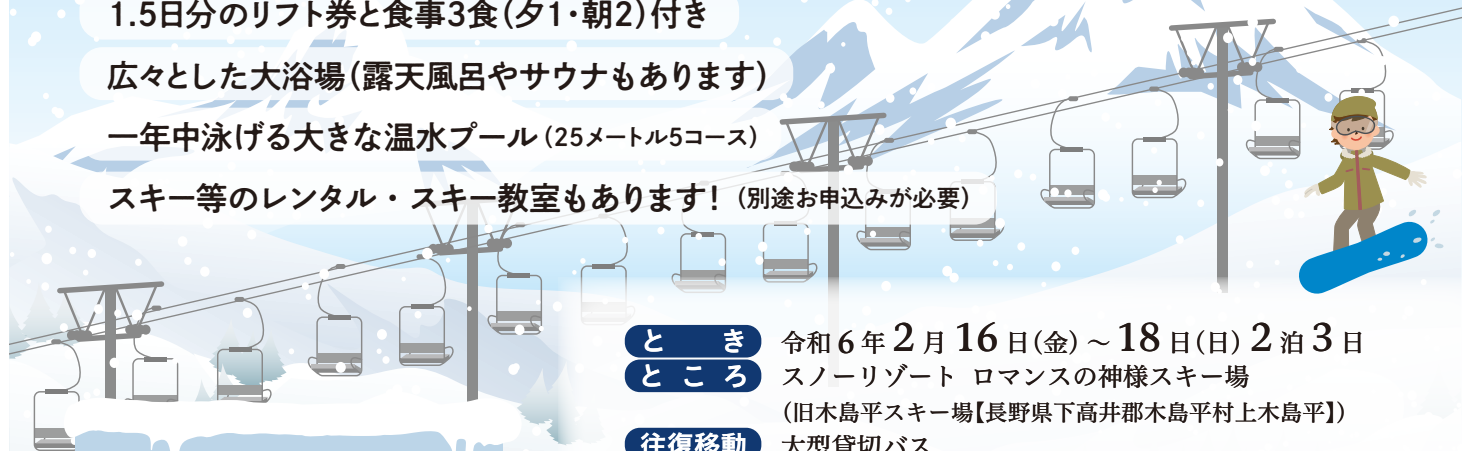 1.5日分のリフト券と食事3食(夕1・朝2)付き
広々とした大浴場(露天風呂やサウナもあります)
一年中泳げる大きな温水プール(25メートル5コース)
スキー等のレンタル・スキー教室もあります!(別途お申込みが必要)
とき 令和6年2月16日(金)～18日(日)2泊3日
ところ スノーリゾート ロマンスの神様スキー場
(旧木島平スキー場【長野県下高井郡木島平村上木島平】)
往復移動 大型貸切バス